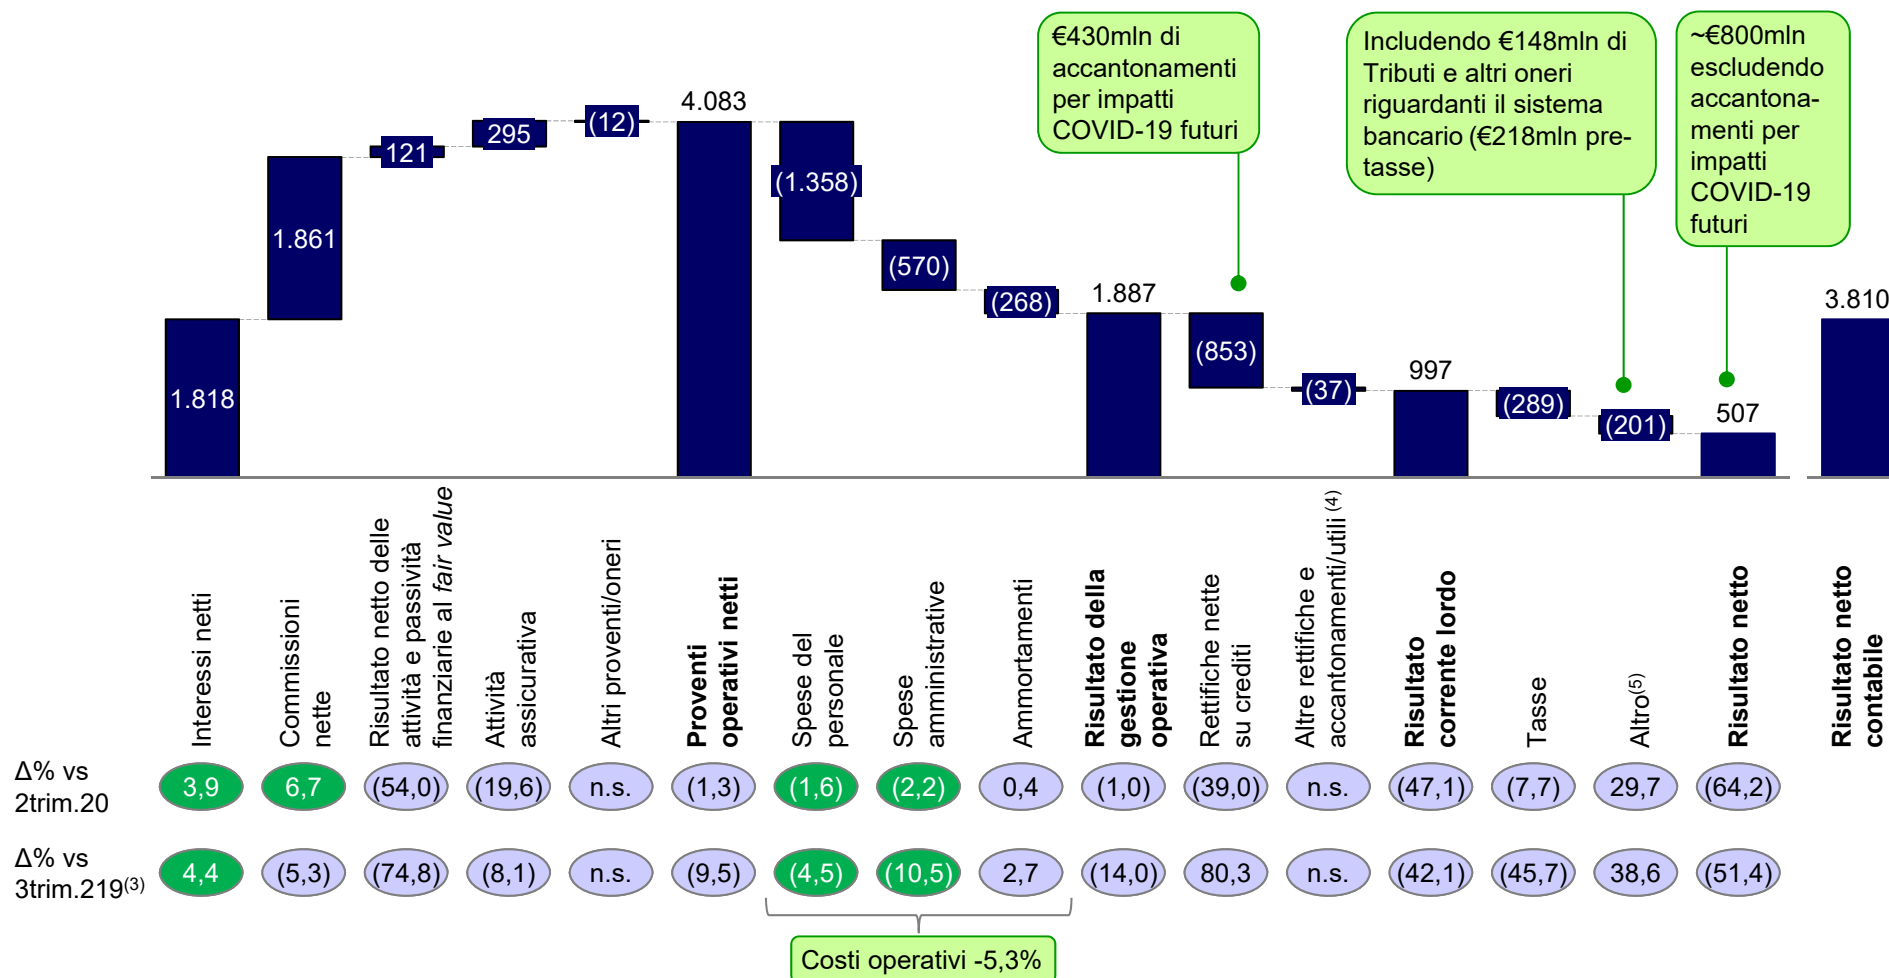 €430mln di
accantonamenti
per impatti
COVID-19 futuri
Includendo €148mln di
Tributi e altri oneri
riguardanti il sistema
bancario (€218mln pre-
tasse)
~€800mln
escludendo
accantona-
menti per
impatti
COVID-19
futuri
1.818
1.861
121
295
(12)
4.083
(1.358)
(570)
(268)
1.887
(853)
(37)
997
(289)
(201)
507
3.810
Interessi netti
Commissioni
nette
Risultato netto delle
attività e passività
finanziarie al fair value
Attività
assicurativa
Altri proventi/oneri
Proventi
operativi netti
Spese del
personale
Spese
amministrative
Ammortamenti
Risultato della
gestione
operativa
Rettifiche nette
su crediti
Altre rettifiche e
accantonamenti/utili (4)
Risultato
corrente lordo
Tasse
Altro(5)
Risultato netto
Risultato netto
contabile
Δ% vs
2trim.20
3,9 6,7 (54,0) (19,6) n.s. (1,3) (1,6) (2,2) 0,4 (1,0) (39,0) n.s. (47,1) (7,7) 29,7 (64,2)
Δ% vs
3trim.219(3)
4,4 (5,3) (74,8) (8,1) n.s. (9,5) (4,5) (10,5) 2,7 (14,0) 80,3 n.s. (42,1) (45,7) 38,6 (51,4)
Costi operativi -5,3%